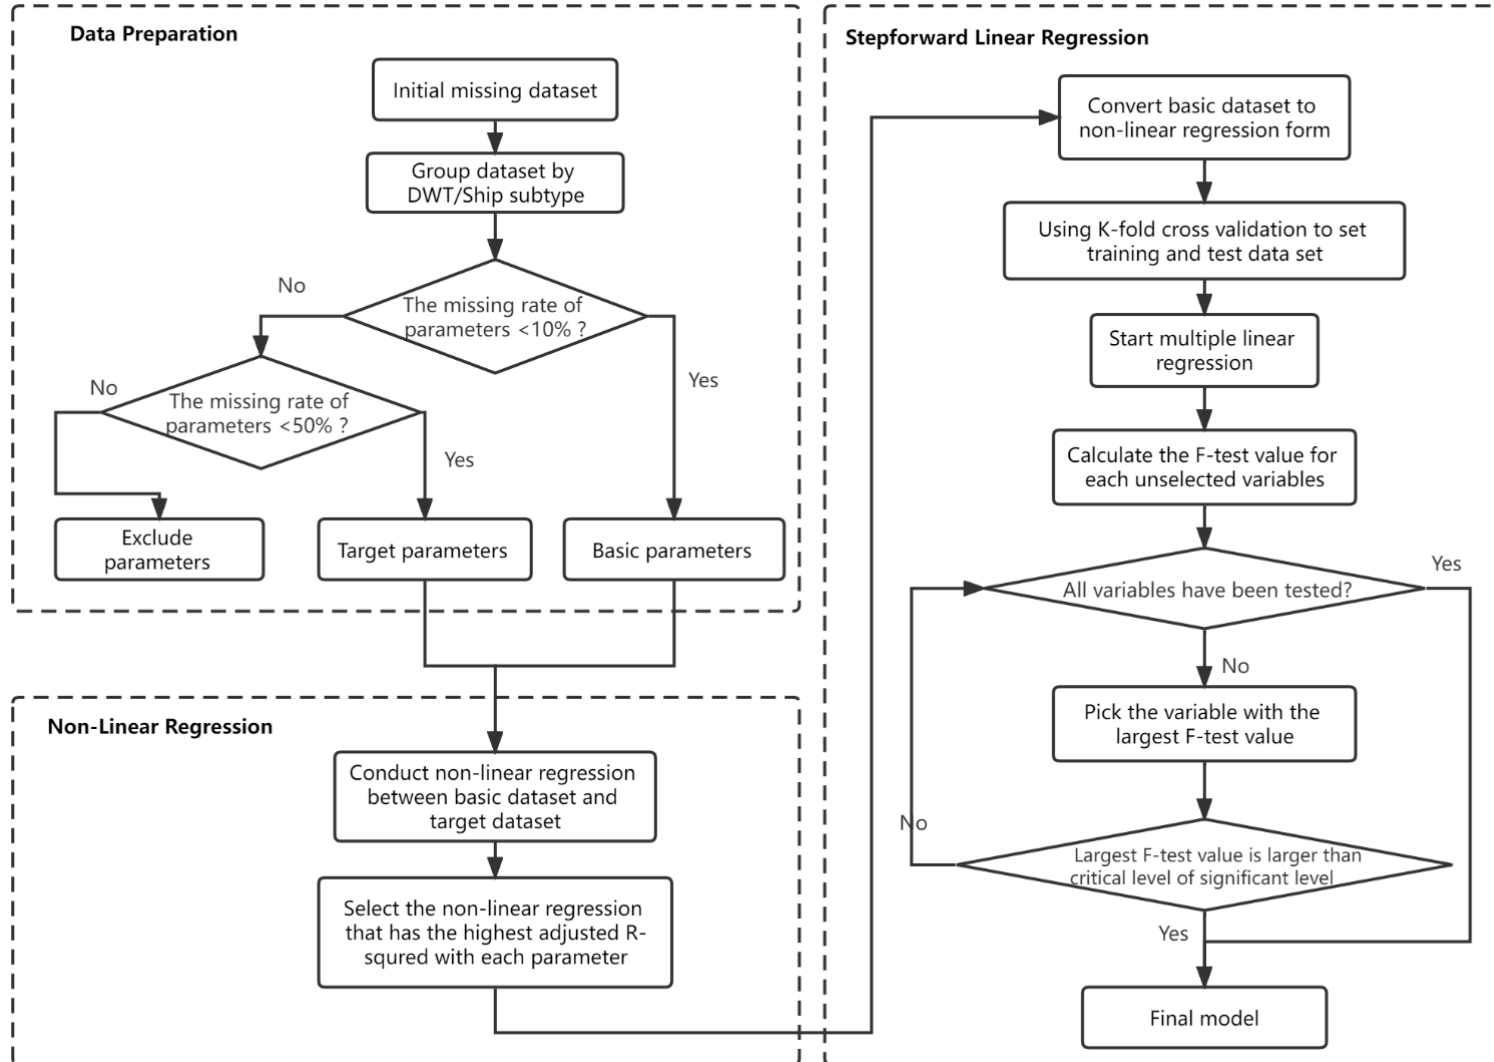 Data Preparation
Initial missing dataset
Group dataset by
DWT/Ship subtype
No
The missing rate of
parameters <10% ?
Yes
No
The missing rate of
parameters <50% ?
Yes
Exclude
parameters
Target parameters
Basic parameters
Non-Linear Regression
Conduct non-linear regression
between basic dataset and
target dataset
Select the non-linear regression
that has the highest adjusted R-
squred with each parameter
Stepforward Linear Regression
Convert basic dataset to
non-linear regression form
Using K-fold cross validation to set
training and test data set
Start multiple linear
regression
Calculate the F-test value for
each unselected variables
All variables have been tested?
Yes
No
Pick the variable with the
largest F-test value
No
Largest F-test value is larger than
critical level of significant level
Yes
Final model